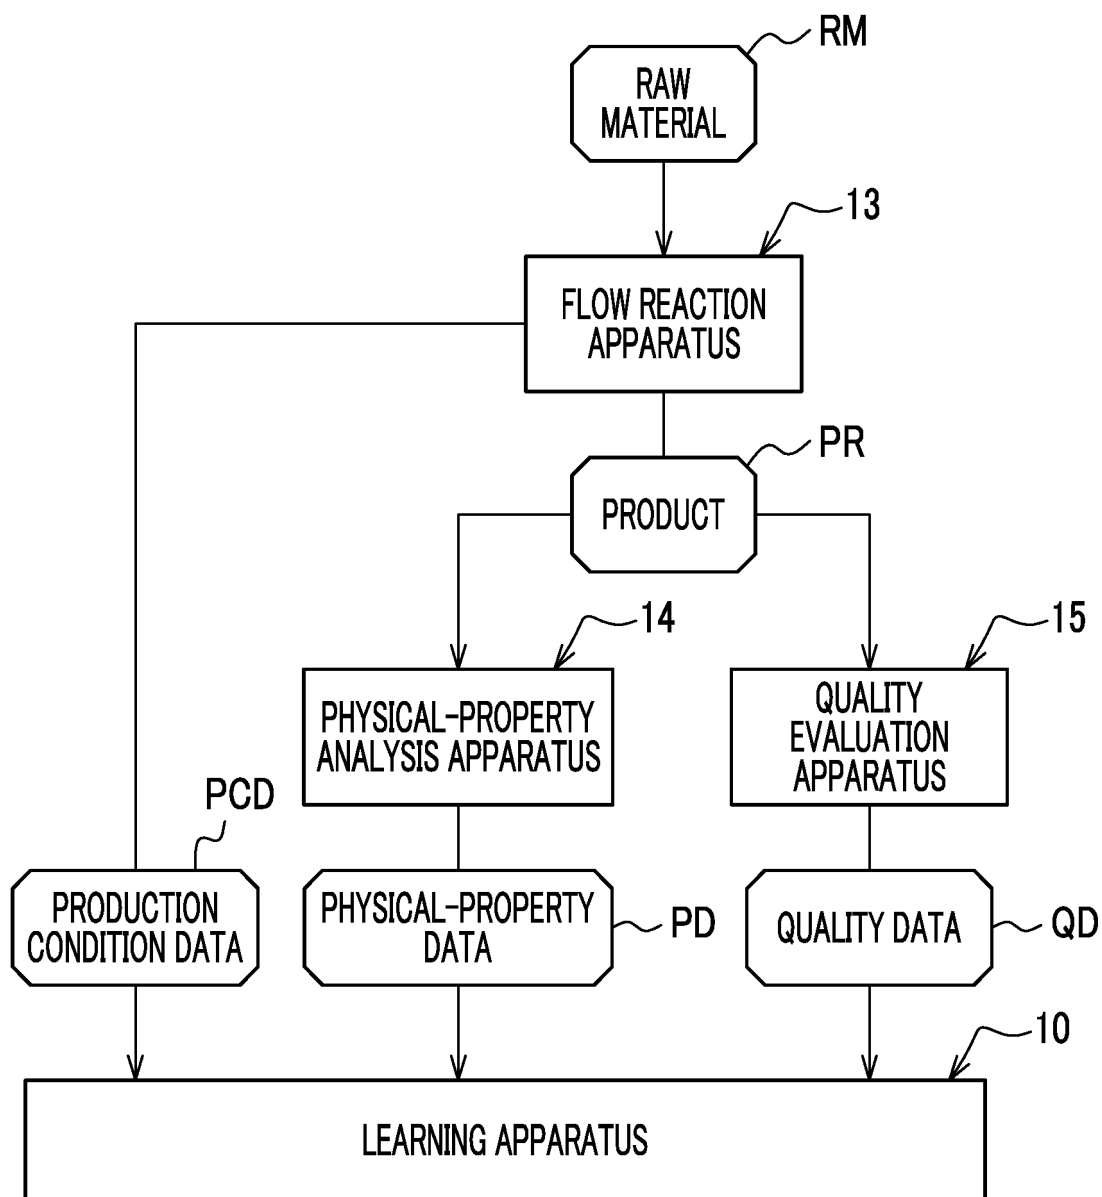 RM
RAW
MATERIAL
13
FLOW REACTION
APPARATUS
PR
PRODUCT
14
15
PHYSICAL-PROPERTY
ANALYSIS APPARATUS
QUALITY
EVALUATION
APPARATUS
PCD
PRODUCTION
CONDITION DATA
PHYSICAL-PROPERTY
DATA
PD
QUALITY DATA
QD
10
LEARNING APPARATUS